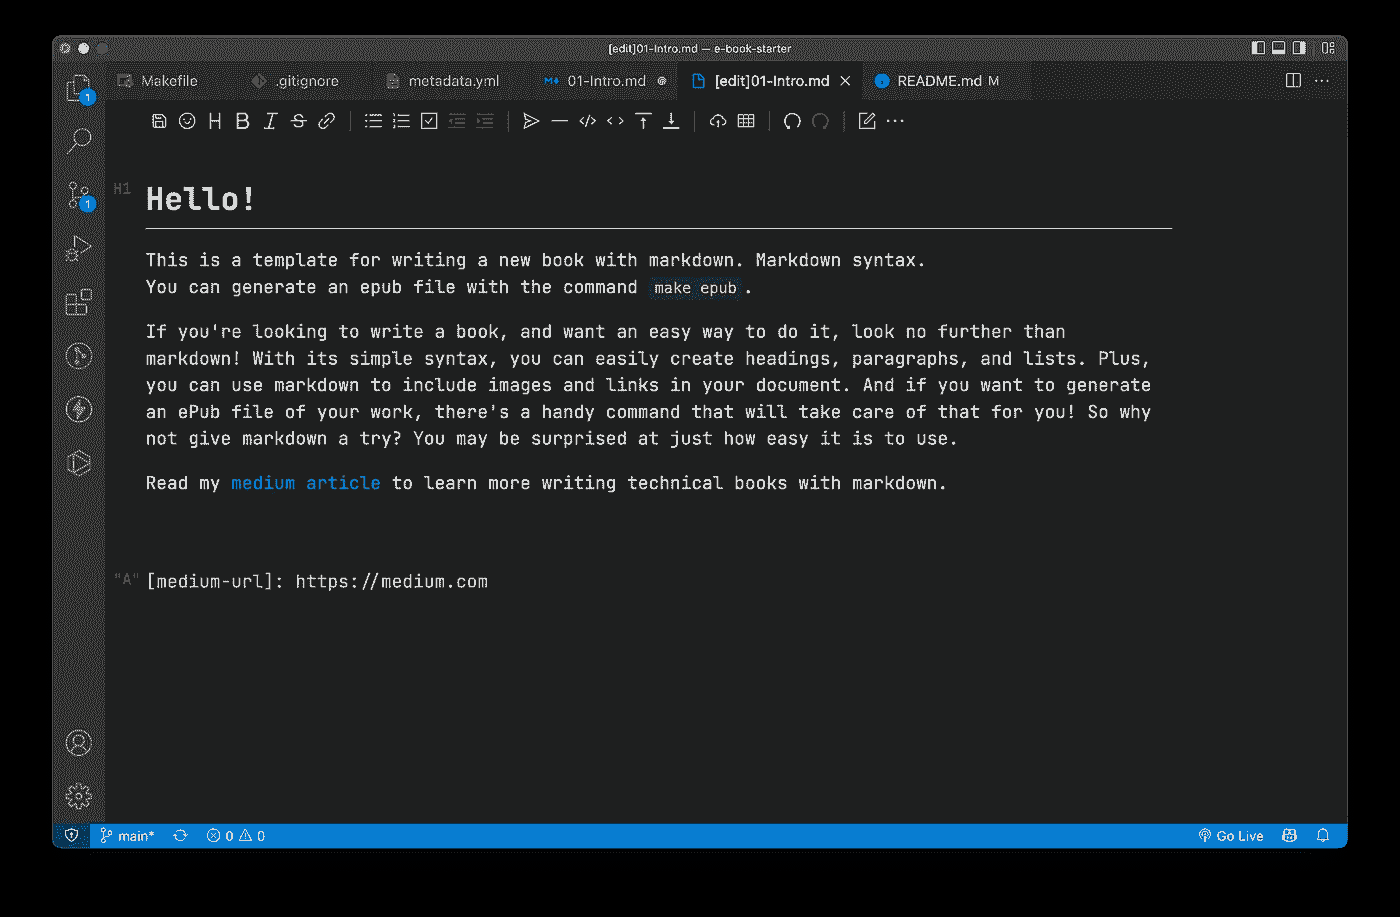 [edit]01-Intro.md — e-book-starter
Makefile .gitignore metadata.yml 01-Intro.md [edit]01-Intro.md README.md M
1
1
H1 Hello!
This is a template for writing a new book with markdown. Markdown syntax.
You can generate an epub file with the command make epub.
If you're looking to write a book, and want an easy way to do it, look no further than
markdown! With its simple syntax, you can easily create headings, paragraphs, and lists. Plus,
you can use markdown to include images and links in your document. And if you want to generate
an ePub file of your work, there's a handy command that will take care of that for you! So why
not give markdown a try? You may be surprised at just how easy it is to use.
Read my medium article to learn more writing technical books with markdown.
"A" [medium-url]: https://medium.com
main* 0 0 Go Live